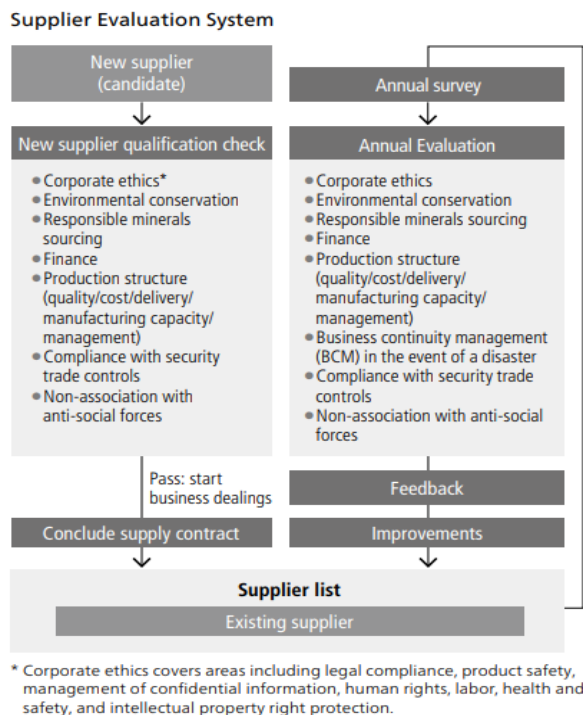 Supplier Evaluation System
New supplier
(candidate)
New supplier qualification check
● Corporate ethics*
● Environmental conservation
● Responsible minerals
sourcing
● Finance
● Production structure
(quality/cost/delivery/
manufacturing capacity/
management)
● Compliance with security
trade controls
● Non-association with
anti-social forces
Pass: start
business dealings
Conclude supply contract
Annual survey
Annual Evaluation
● Corporate ethics
● Environmental conservation
● Responsible minerals sourcing
● Finance
● Production structure
(quality/cost/delivery/
manufacturing capacity/
management)
● Business continuity management
(BCM) in the event of a disaster
● Compliance with security trade
controls
● Non-association with anti-social
forces
Feedback
Improvements
Supplier list
Existing supplier
* Corporate ethics covers areas including legal compliance, product safety,
management of confidential information, human rights, labor, health and
safety, and intellectual property right protection.